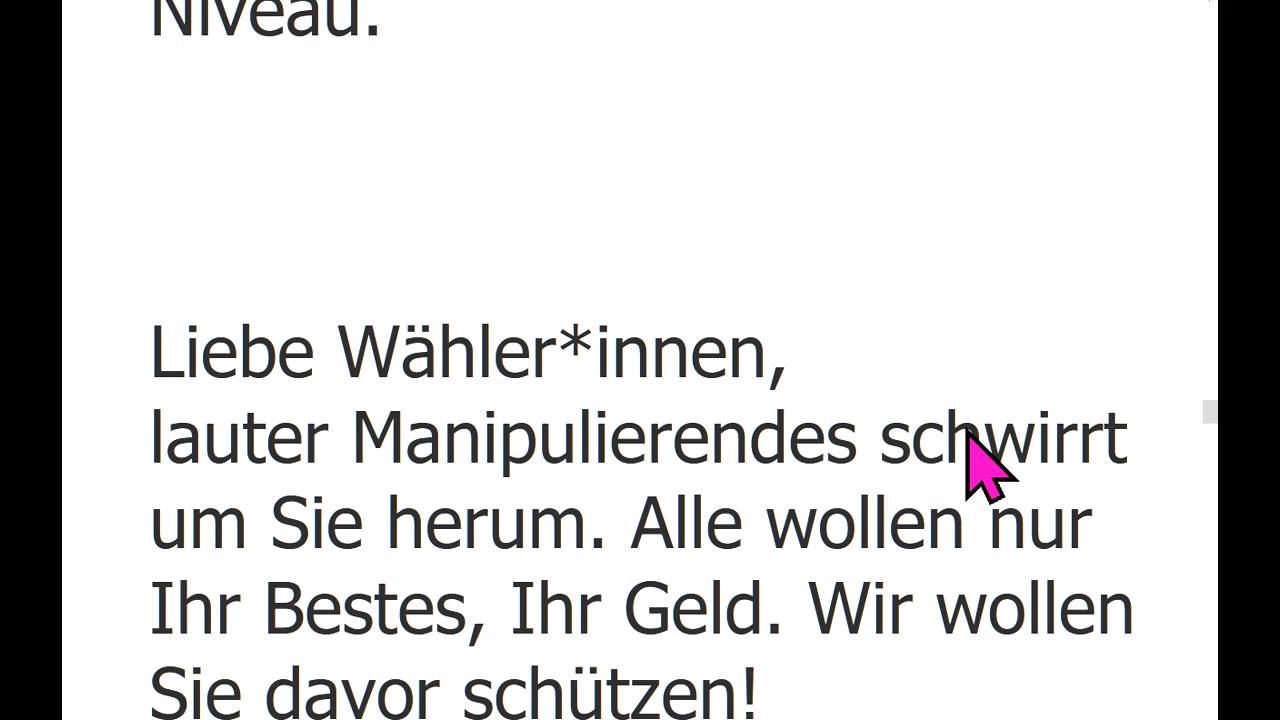 Niveau.
Liebe Wähler*innen,
lauter Manipulierendes schwirrt
um Sie herum. Alle wollen nur
Ihr Bestes, Ihr Geld. Wir wollen
Sie davor schützen!